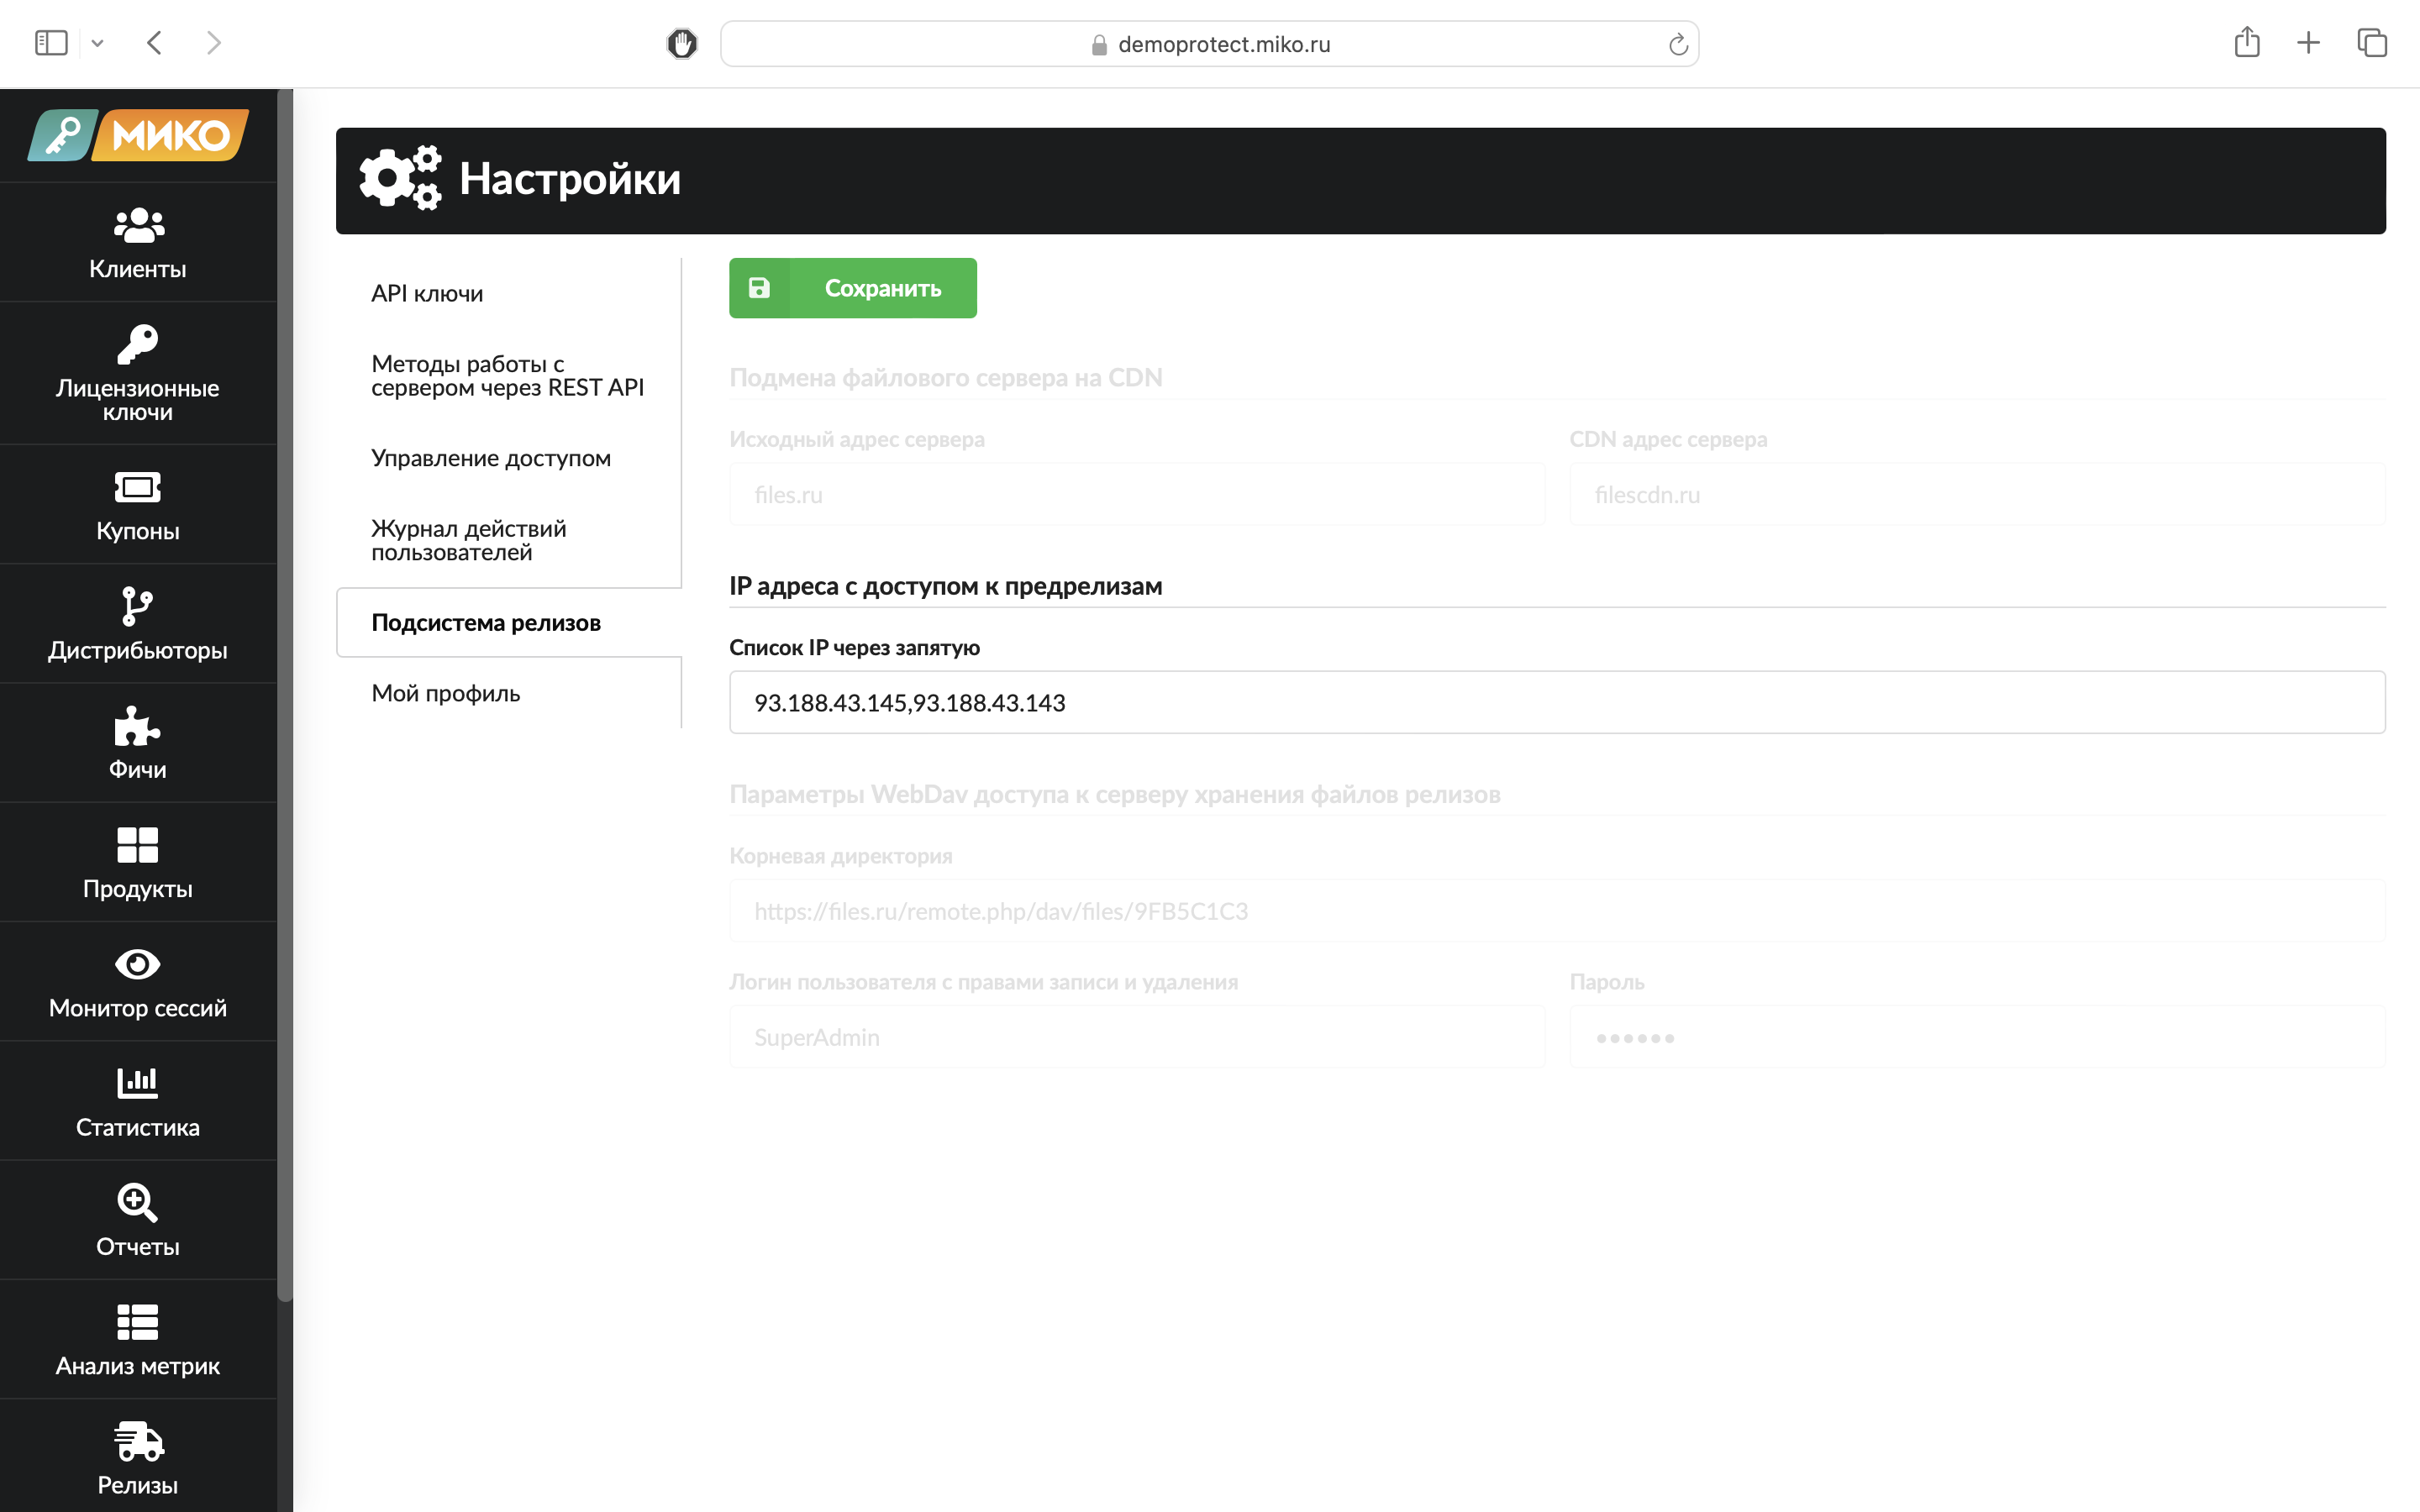 demoprotect.miko.ru
МИКО
Клиенты
Лицензионные
ключи
Купоны
Дистрибьюторы
Фичи
Продукты
Монитор сессий
Статистика
Отчеты
Анализ метрик
Релизы
Настройки
API ключи
Методы работы с
сервером через REST API
Управление доступом
Журнал действий
пользователей
Подсистема релизов
Мой профиль
Сохранить
Подмена файлового сервера на CDN
Исходный адрес сервера
CDN адрес сервера
files.ru
filescdn.ru
IP адреса с доступом к предрелизам
Список IP через запятую
93.188.43.145,93.188.43.143
Параметры WebDav доступа к серверу хранения файлов релизов
Корневая директория
https://files.ru/remote.php/dav/files/9FB5C1C3
Логин пользователя с правами записи и удаления
Пароль
SuperAdmin
••••••